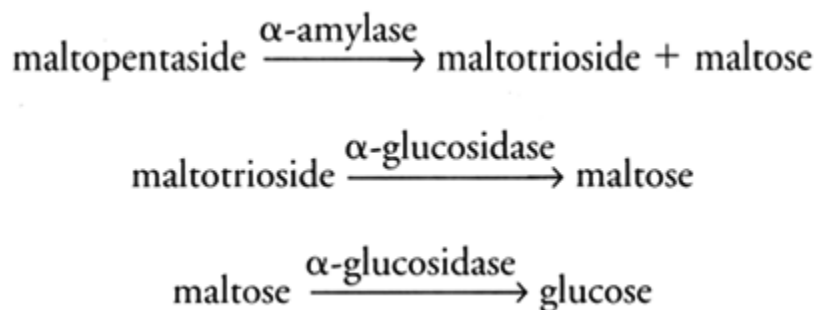 α-amylase
maltopentaside → maltotrioside + maltose
α-glucosidase
maltotrioside → maltose
α-glucosidase
maltose → glucose